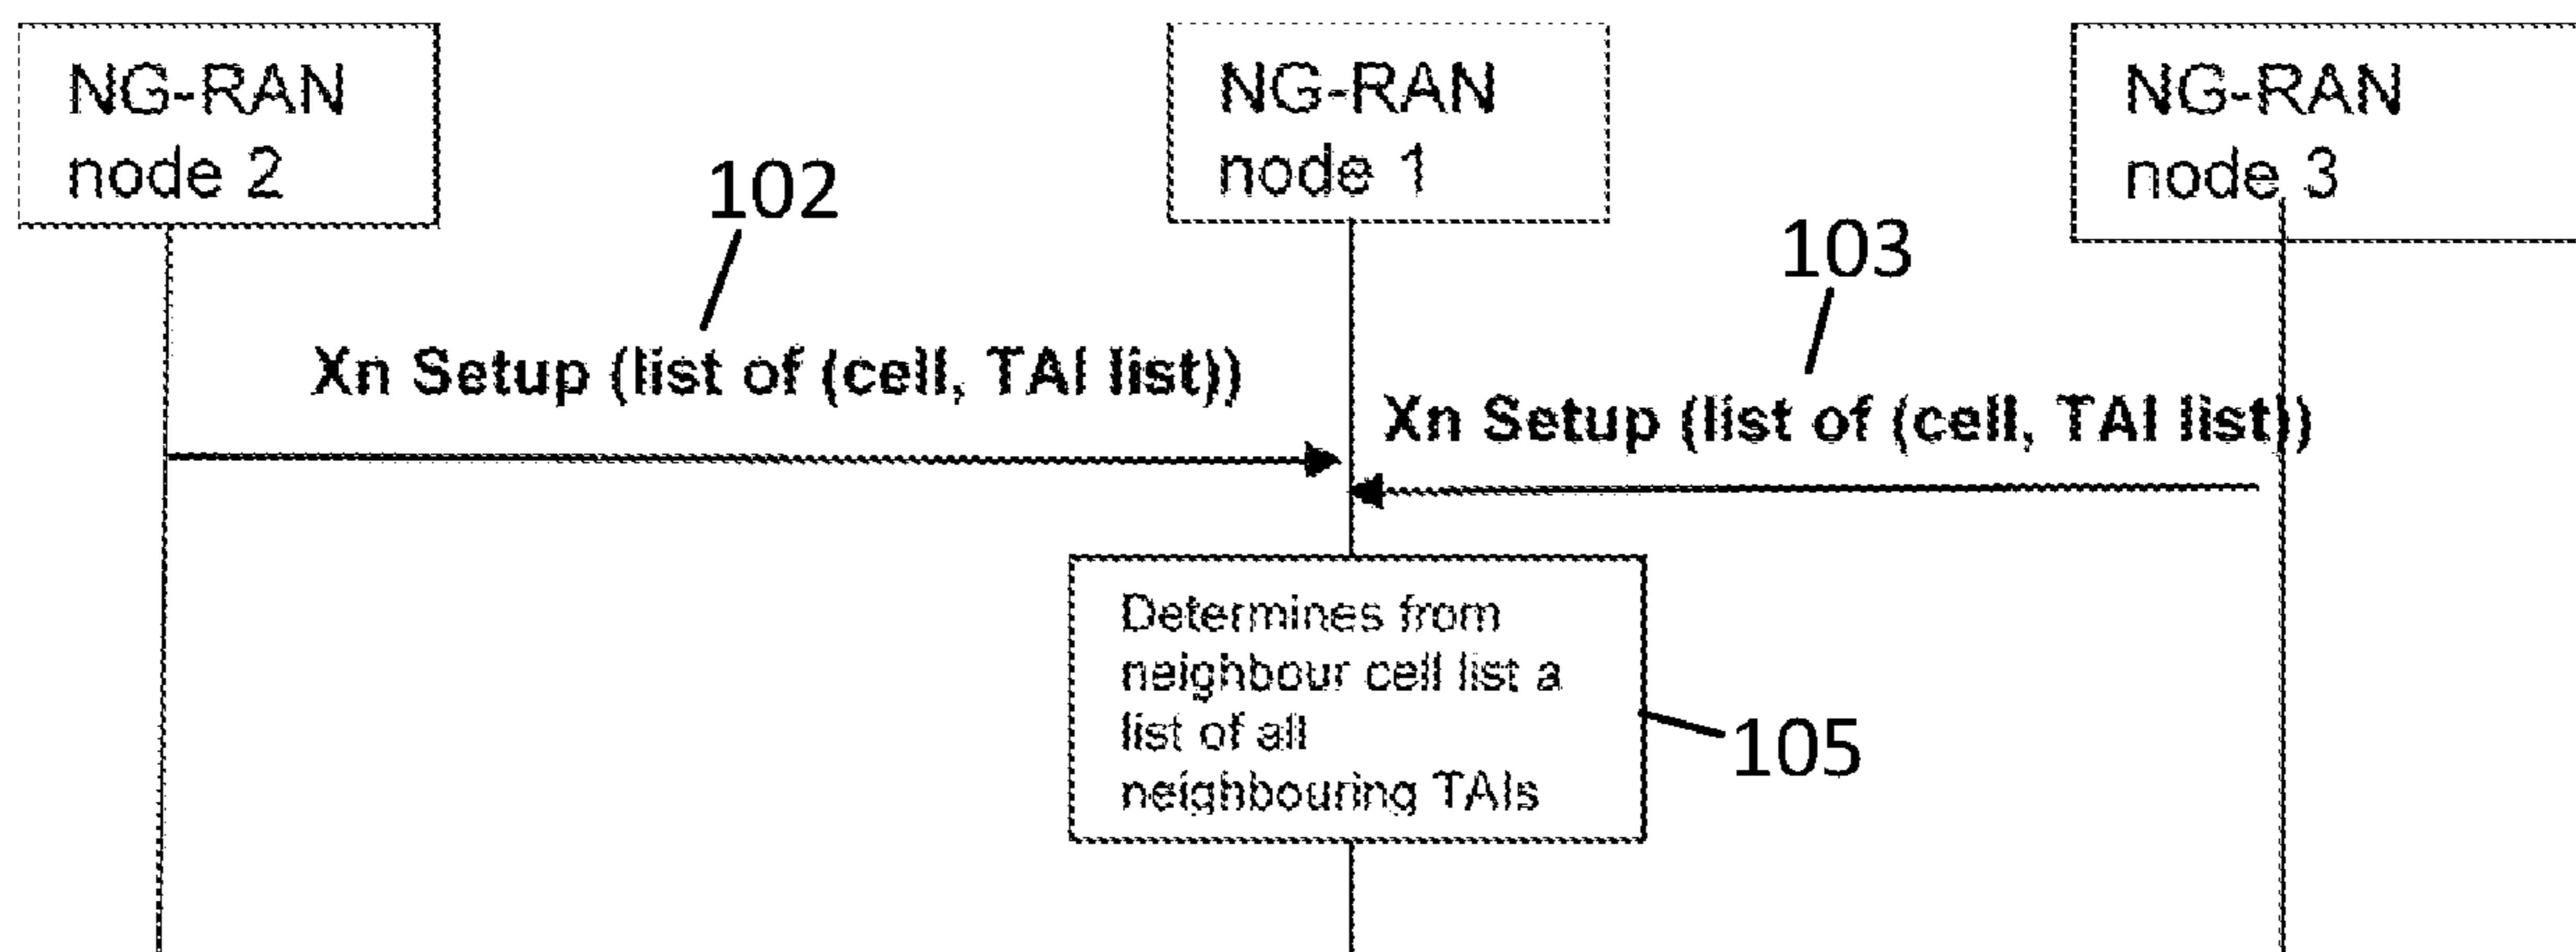 NG-RAN
node 2
NG-RAN
node 1
NG-RAN
node 3
102
103
Xn Setup (list of (cell, TAI list))
Xn Setup (list of (cell, TAI list))
Determines from
neighbour cell list a
list of all
neighbouring TAIs
105